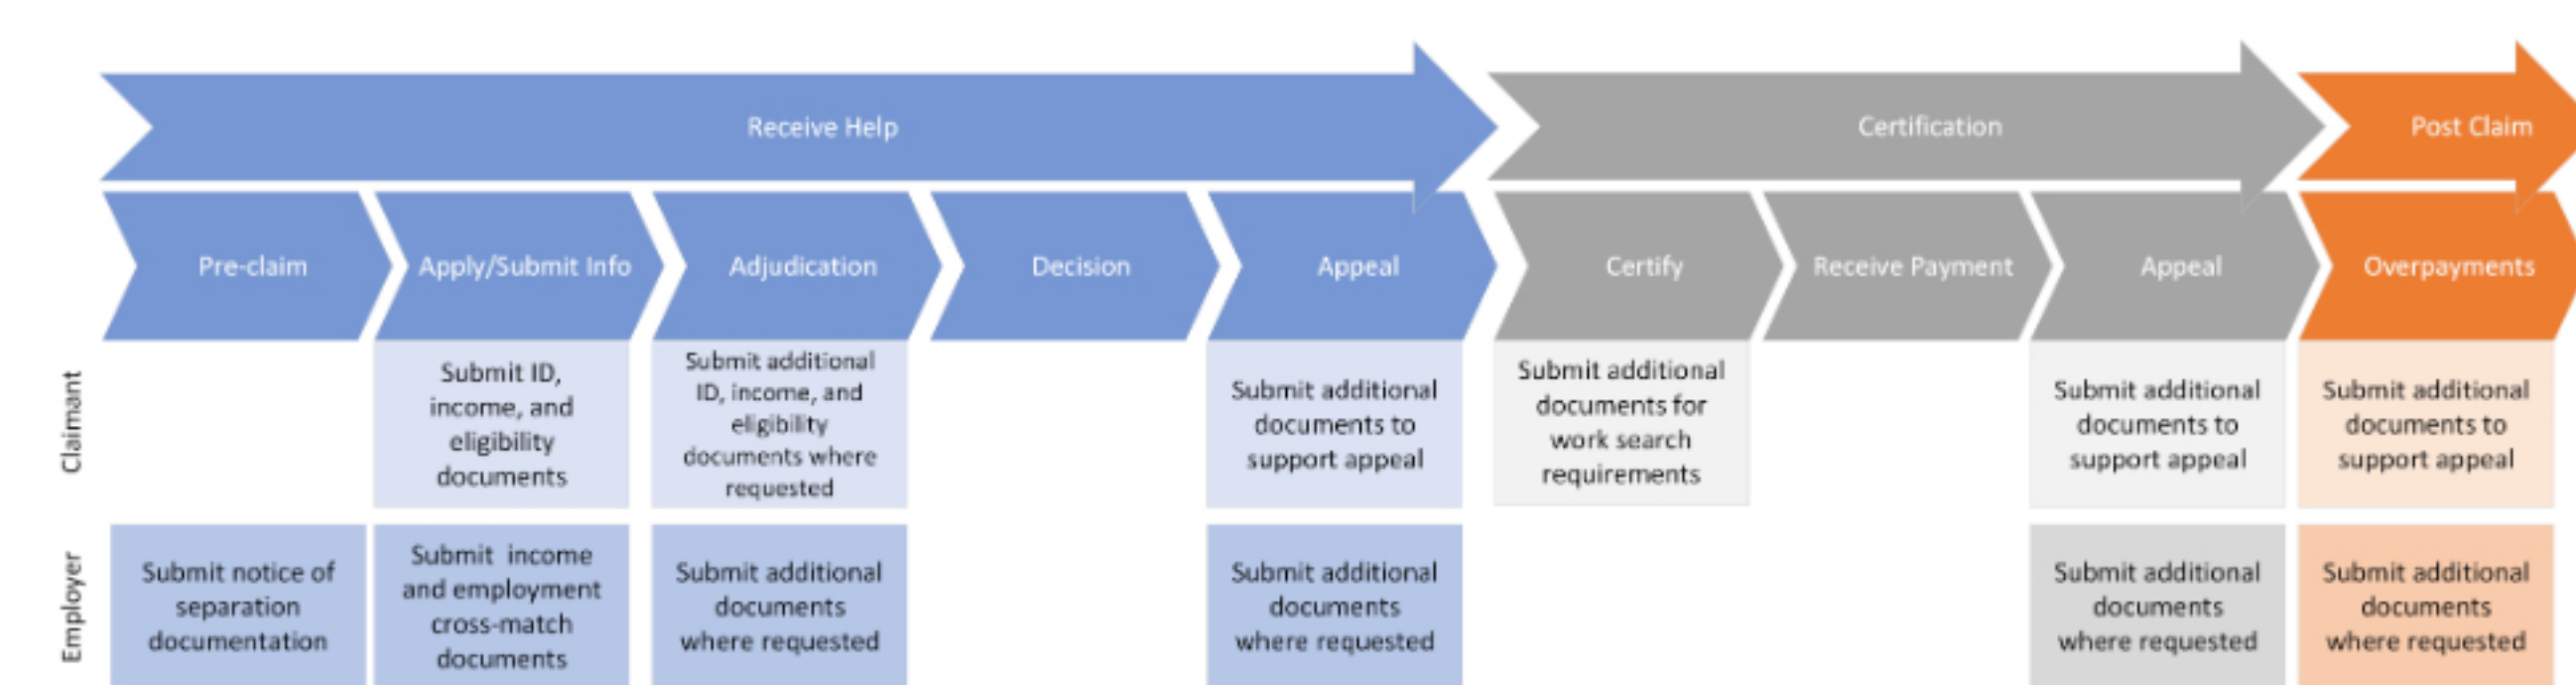 Receive Help
Certification
Post Claim
Pre-claim
Apply/Submit Info
Adjudication
Decision
Appeal
Certify
Receive Payment
Appeal
Overpayments
Claimant
Submit ID,
income, and
eligibility
documents
Submit additional
ID, income, and
eligibility
documents where
requested
Submit additional
documents to
support appeal
Submit additional
documents for
work search
requirements
Submit additional
documents to
support appeal
Submit additional
documents to
support appeal
Employer
Submit notice of
separation
documentation
Submit income
and employment
cross-match
documents
Submit additional
documents
where requested
Submit additional
documents
where requested
Submit additional
documents
where requested
Submit additional
documents
where requested